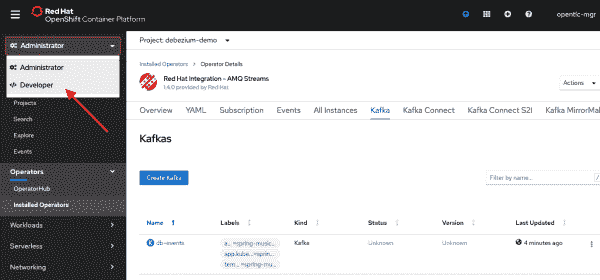 Red Hat
OpenShift Container Platform
opentlc-mgr
Administrator
Administrator
Developer
Projects
Search
Explore
Events
Operators
OperatorHub
Installed Operators
Workloads
Serverless
Networking
Project: debezium-demo
Installed Operators > Operator Details
Red Hat Integration - AMQ Streams
1.4.0 provided by Red Hat
Actions
Overview YAML Subscription Events All Instances Kafka Kafka Connect Kafka Connect S2I Kafka MirrorMa
Kafkas
Create Kafka
Filter by name... /
Name Labels Kind Status Version Last Updated
K db-events a...=spring-music... Kafka Unknown Unknown 4 minutes ago
app.kube...=sprin...
tem...=spring-mu...